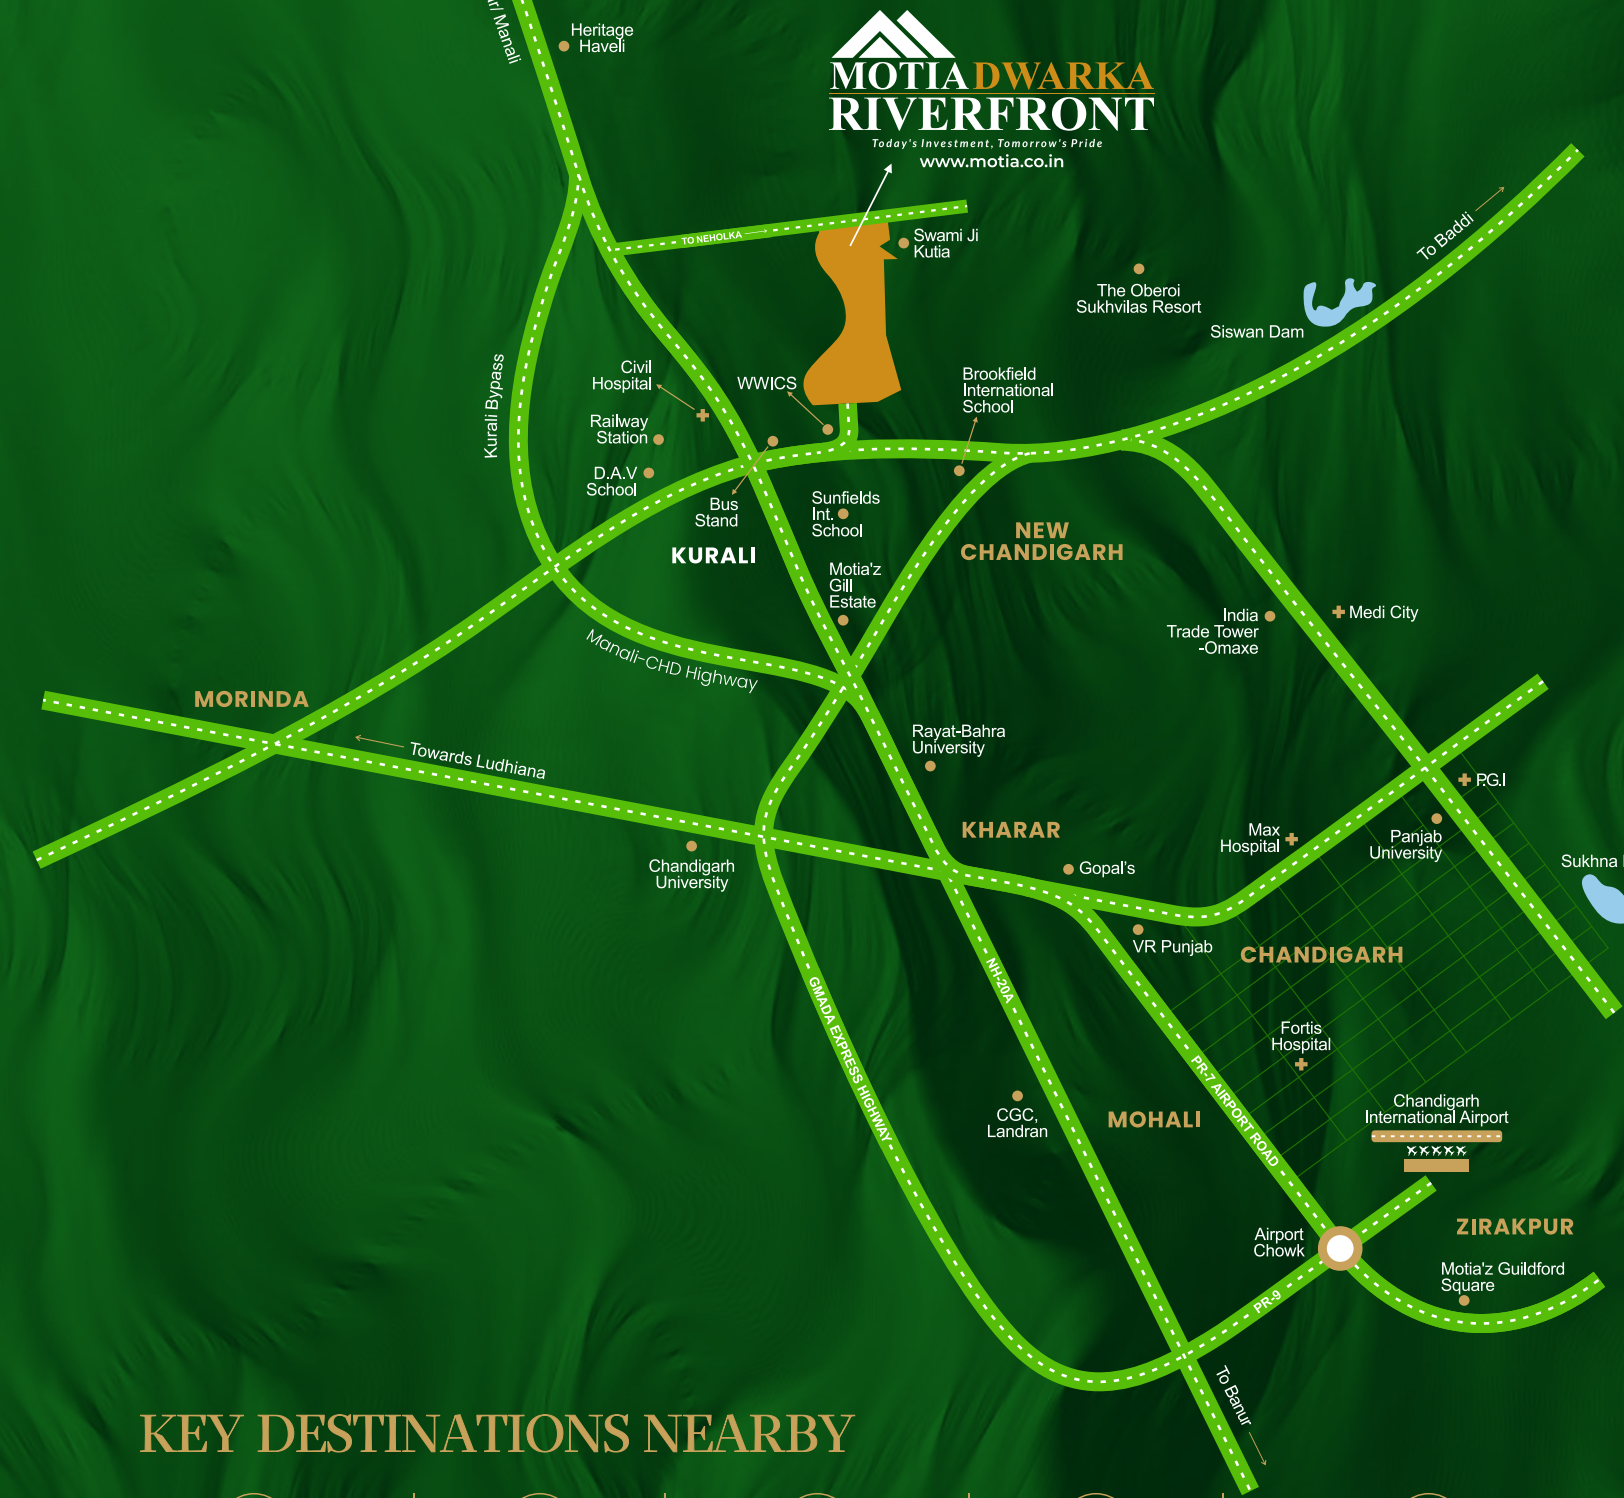 r/ Manali
Heritage
Haveli
MOTIA DWARKA
RIVERFRONT
Today's Investment, Tomorrow's Pride
www.motia.co.in
TO NEHOLKA
Swami Ji
Kutia
The Oberoi
Sukhvilas Resort
To Baddi
Siswan Dam
Kurali Bypass
Civil
Hospital
WWICS
Brookfield
International
School
Railway
Station
D.A.V
School
Bus
Stand
Sunfields
Int.
School
KURALI
NEW
CHANDIGARH
Motia'z
Gill
Estate
India
Trade Tower
-Omaxe
Medi City
Manali-CHD Highway
MORINDA
Towards Ludhiana
Rayat-Bahra
University
P.G.I
KHARAR
Max
Hospital
Panjab
University
Chandigarh
University
Gopal's
Sukhna
VR Punjab
CHANDIGARH
NH-20A
GMADA EXPRESS HIGHWAY
Fortis
Hospital
PR-7 AIRPORT ROAD
CGC,
Landran
MOHALI
Chandigarh
International Airport
Airport
Chowk
ZIRAKPUR
Motia'z Guildford
Square
PR-9
To Banur
KEY DESTINATIONS NEARBY